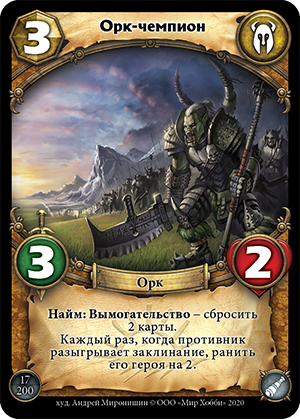 3
Орк-чемпион
3
Орк
2
Найм: Вымогательство – сбросить
2 карты.
Каждый раз, когда противник
разыгрывает заклинание, ранить
его героя на 2.
17
200
худ. Андрей Миронишин © ООО «Мир Хобби» 2020